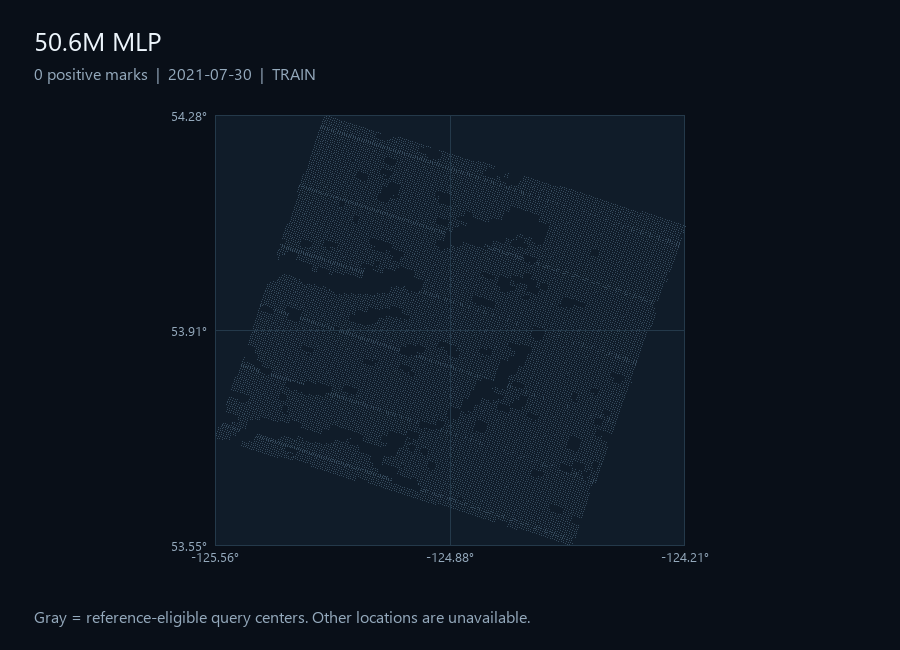 50.6M MLP
0 positive marks | 2021-07-30 | TRAIN
54.28°
53.91°
53.55°
-125.56°
-124.88°
-124.21°
Gray = reference-eligible query centers. Other locations are unavailable.